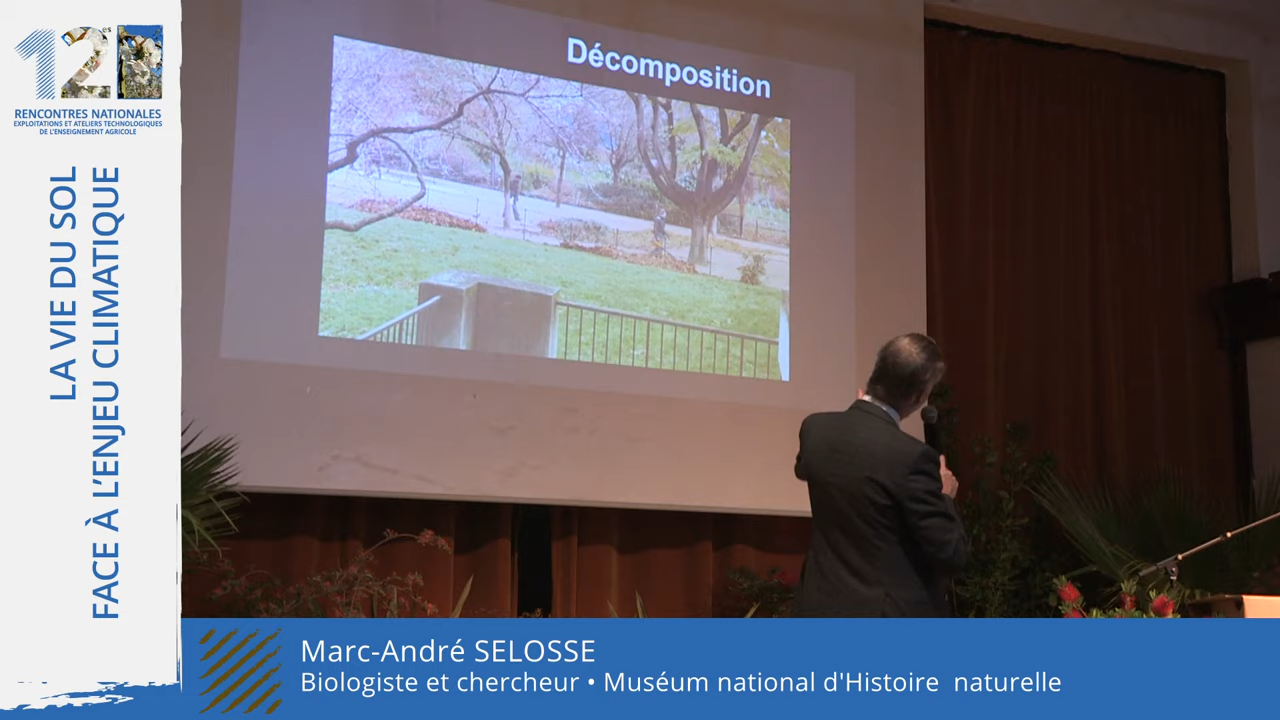 12es
RENCONTRES NATIONALES
EXPLOITATIONS ET ATELIERS TECHNOLOGIQUES
DE L'ENSEIGNEMENT AGRICOLE
LA VIE DU SOL
FACE À L'ENJEU CLIMATIQUE
Décomposition
Marc-André SELOSSE
Biologiste et chercheur • Muséum national d'Histoire naturelle